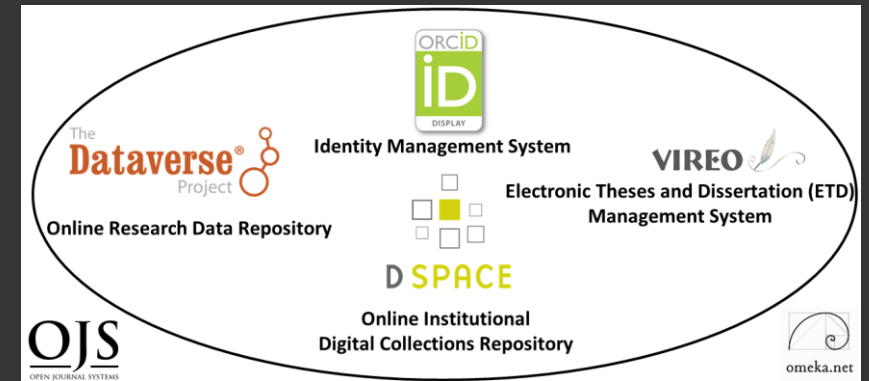 ORCID
iD
DISPLAY
Identity Management System
The
Dataverse®
Project
Online Research Data Repository
VIREO
Electronic Theses and Dissertation (ETD)
Management System
DSPACE
Online Institutional
Digital Collections Repository
OJS
OPEN JOURNAL SYSTEMS
omeka.net